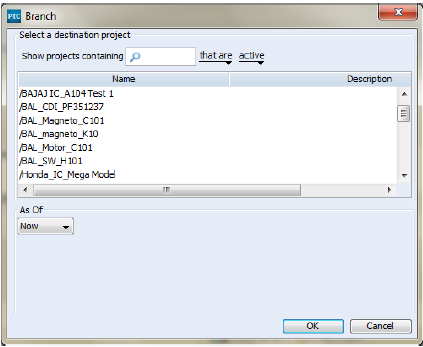 PTC Branch
Select a destination project
Show projects containing that are active
Name Description
/BAJAJ IC_A104 Test 1
/BAL_CDI_PF351237
/BAL_Magneto_C101
/BAL_magneto_K10
/BAL_Motor_C101
/BAL_SW_H101
/Honda_IC_Mega Model
As Of
Now
OK Cancel